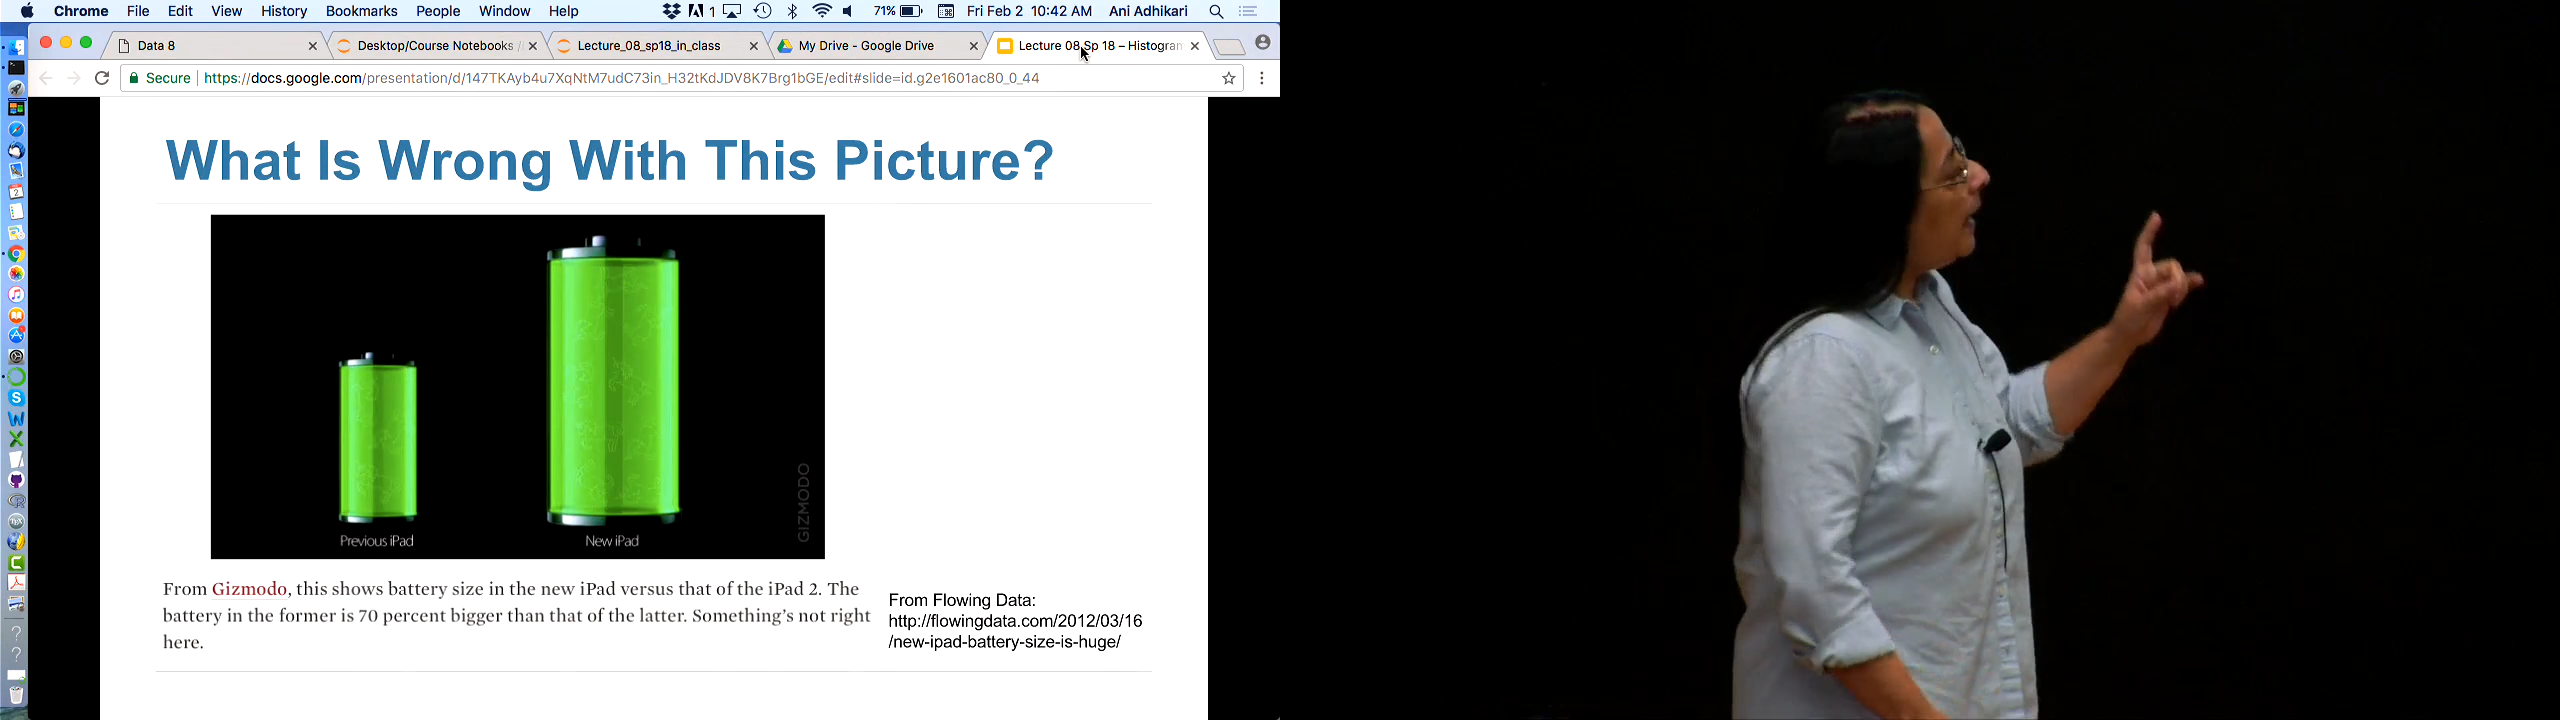 Chrome File Edit View History Bookmarks People Window Help 1 71% Fri Feb 2 10:42 AM Ani Adhikari
Data 8 Desktop/Course Notebooks / Lecture_08_sp18_in_class My Drive - Google Drive Lecture 08 Sp 18 – Histogram
Secure https://docs.google.com/presentation/d/147TKAyb4u7XqNtM7udC73in_H32tKdJDV8K7Brg1bGE/edit#slide=id.g2e1601ac80_0_44
What Is Wrong With This Picture?
GIZMODO
Previous iPad New iPad
From Gizmodo, this shows battery size in the new iPad versus that of the iPad 2. The
battery in the former is 70 percent bigger than that of the latter. Something's not right
here.
From Flowing Data:
http://flowingdata.com/2012/03/16
/new-ipad-battery-size-is-huge/